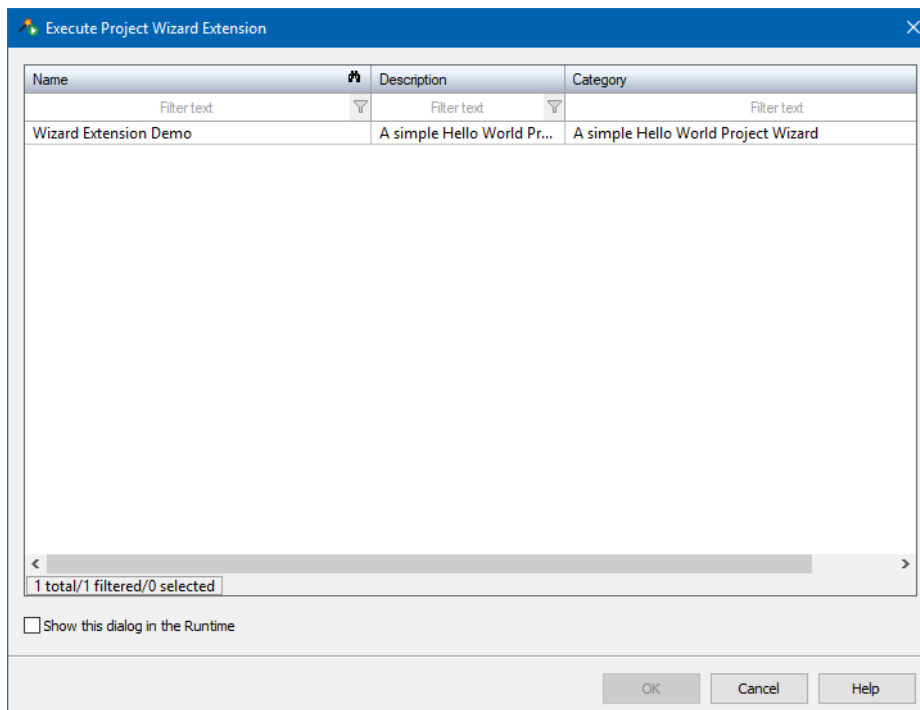 Execute Project Wizard Extension
Name Description Category
Filter text Filter text Filter text
Wizard Extension Demo A simple Hello World Pr... A simple Hello World Project Wizard
1 total/1 filtered/0 selected
Show this dialog in the Runtime
OK Cancel Help